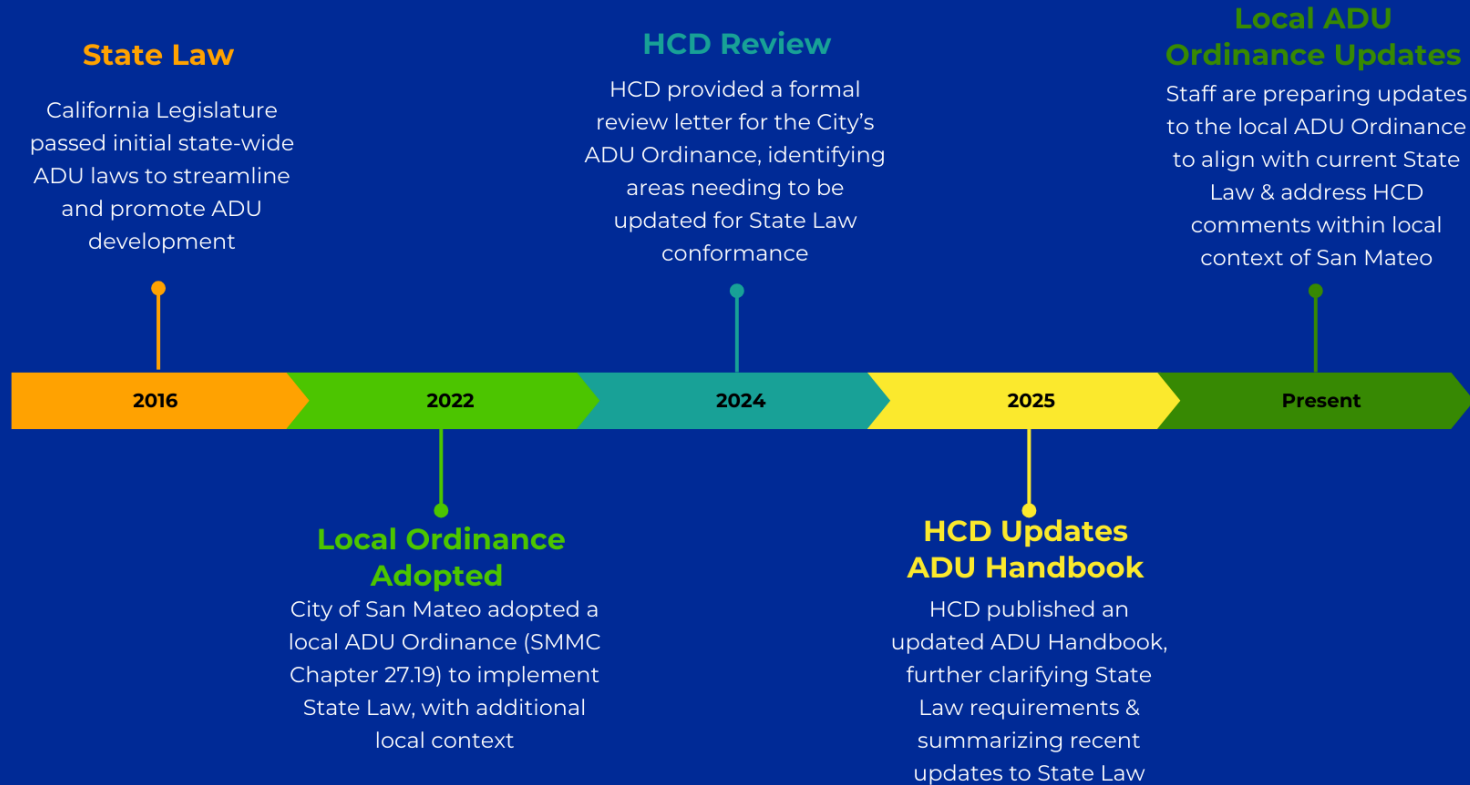 State Law
California Legislature
passed initial state-wide
ADU laws to streamline
and promote ADU
development
HCD Review
HCD provided a formal
review letter for the City’s
ADU Ordinance, identifying
areas needing to be
updated for State Law
conformance
Local ADU
Ordinance Updates
Staff are preparing updates
to the local ADU Ordinance
to align with current State
Law & address HCD
comments within local
context of San Mateo
2016
2022
2024
2025
Present
Local Ordinance
Adopted
City of San Mateo adopted a
local ADU Ordinance (SMMC
Chapter 27.19) to implement
State Law, with additional
local context
HCD Updates
ADU Handbook
HCD published an
updated ADU Handbook,
further clarifying State
Law requirements &
summarizing recent
updates to State Law